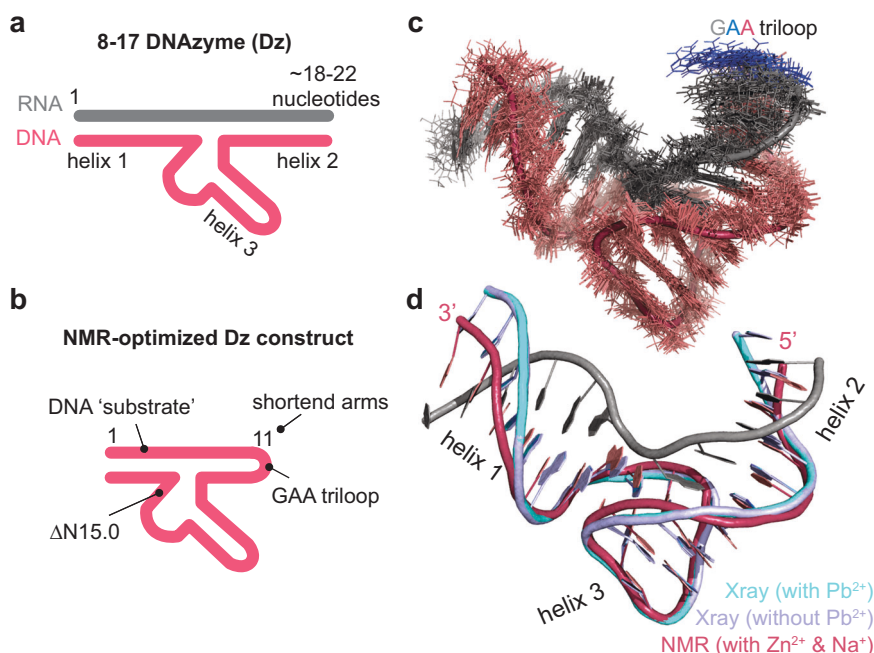 a
8-17 DNAzyme (Dz)
~18-22
nucleotides
RNA
1
DNA
helix 1
helix 2
helix 3
b
NMR-optimized Dz construct
DNA ‘substrate’
shortend arms
1
11
GAA triloop
ΔN15.0
c
GAA triloop
d
3’
5’
helix 1
helix 2
helix 3
Xray (with Pb²⁺)
Xray (without Pb²⁺)
NMR (with Zn²⁺ & Na⁺)